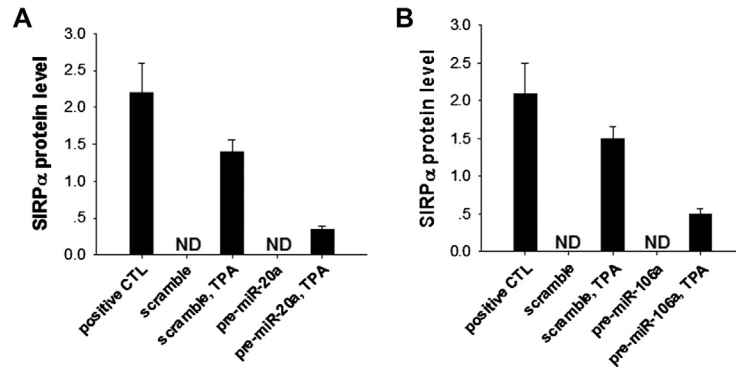 A
SIRPα protein level
3.0
2.5
2.0
1.5
1.0
.5
0.0
ND
ND
positive CTL
scramble
scramble, TPA
pre-miR-20a
pre-miR-20a, TPA
B
SIRPα protein level
3.0
2.5
2.0
1.5
1.0
.5
0.0
ND
ND
positive CTL
scramble
scramble, TPA
pre-miR-106a
pre-miR-106a, TPA